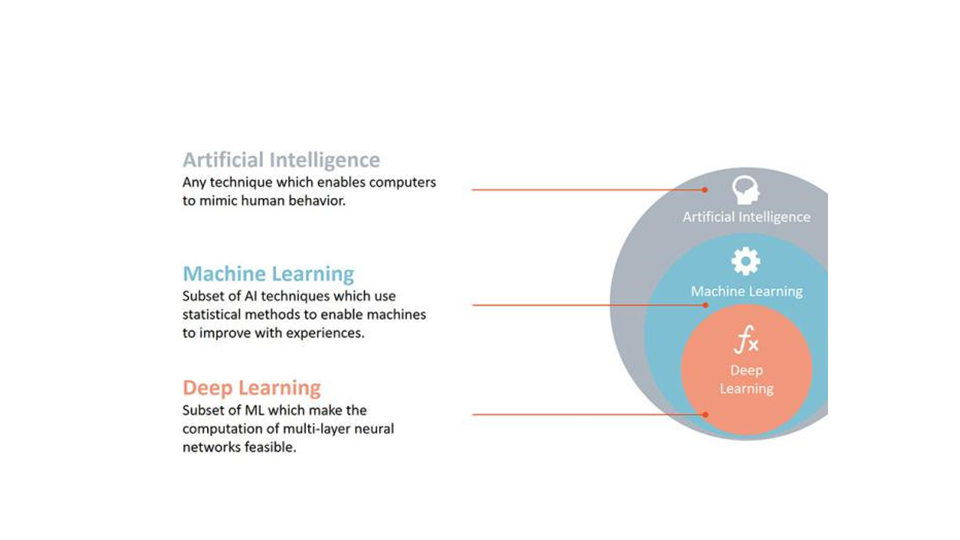 Artificial Intelligence
Any technique which enables computers
to mimic human behavior.
Machine Learning
Subset of AI techniques which use
statistical methods to enable machines
to improve with experiences.
Deep Learning
Subset of ML which make the
computation of multi-layer neural
networks feasible.
Artificial Intelligence
Machine Learning
fx
Deep
Learning